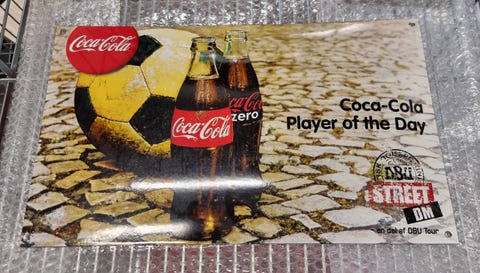 Coca-Cola
Coca-Cola
Coca-Cola
zero
Coca-Cola
Player of the Day
DBU
STREET
DM
en del af DBU Tour